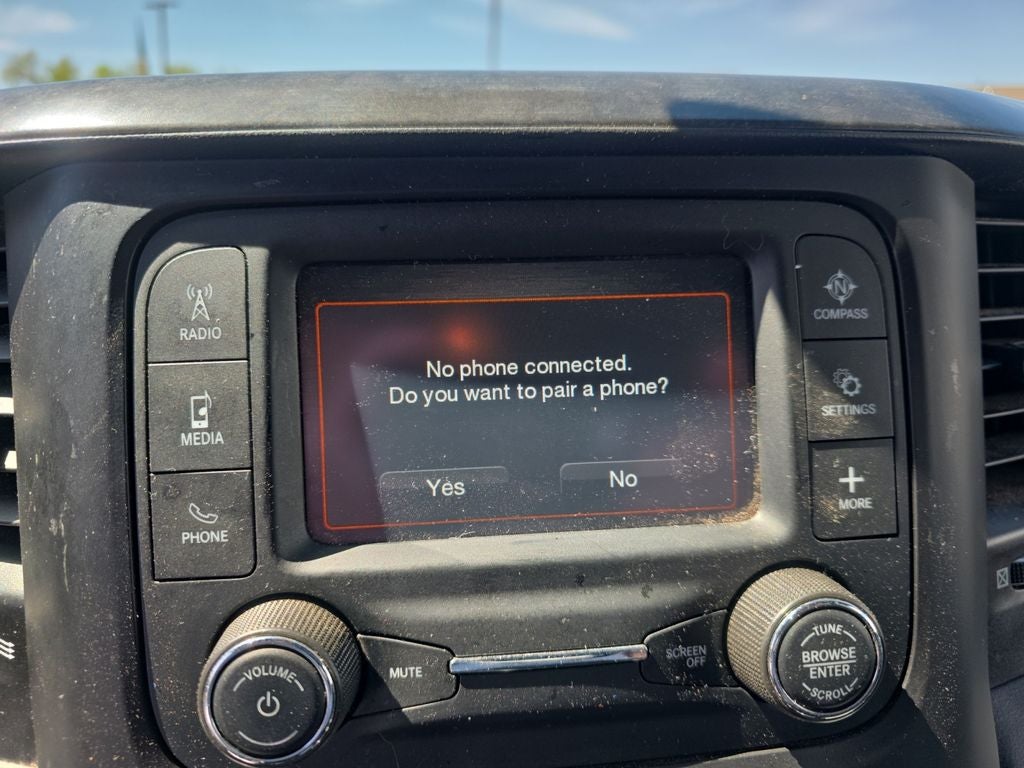 RADIO
MEDIA
PHONE
No phone connected.
Do you want to pair a phone?
Yes
No
N
COMPASS
SETTINGS
MORE
VOLUME
MUTE
SCREEN
OFF
TUNE
BROWSE
ENTER
SCROLL